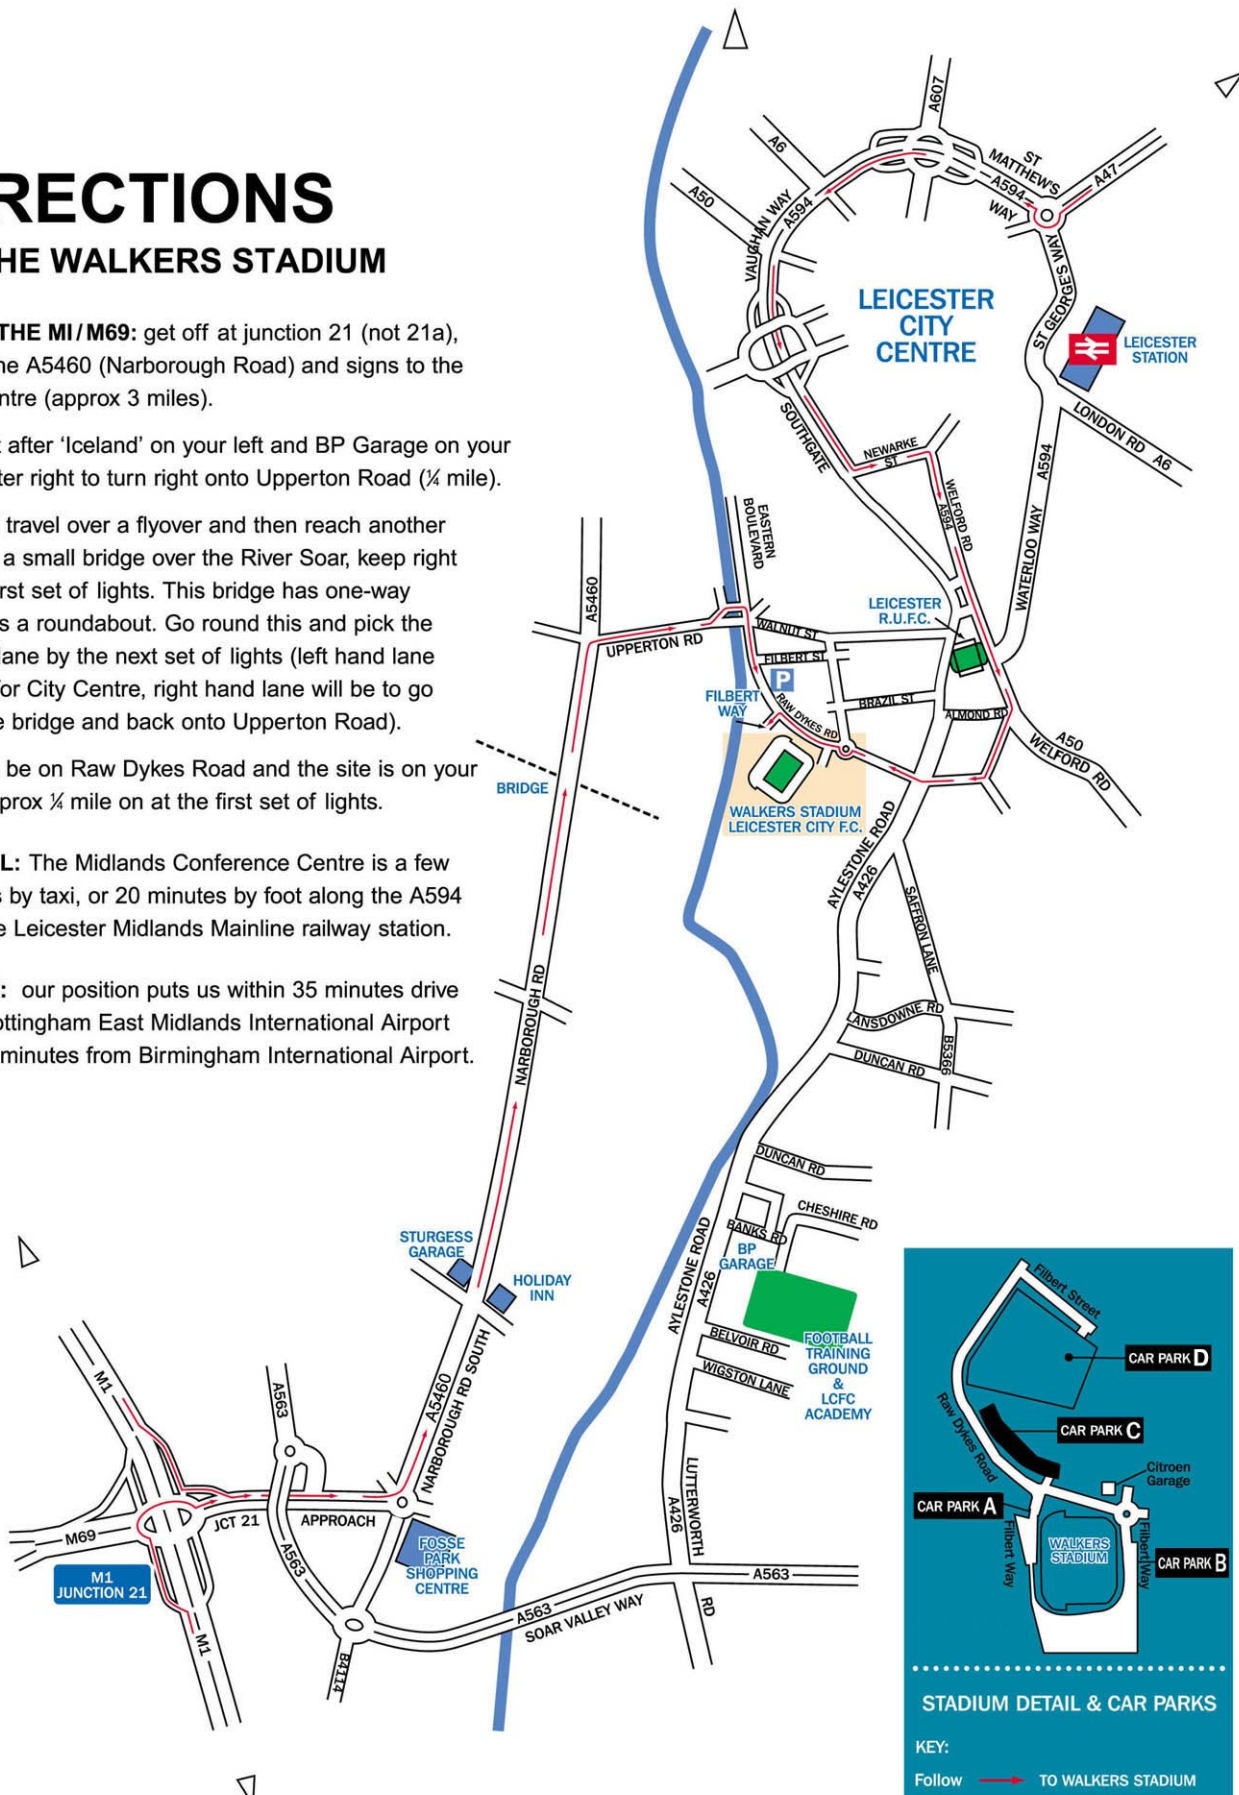 RECTIONS
HE WALKERS STADIUM
THE MI/M69: get off at junction 21 (not 21a),
he A5460 (Narborough Road) and signs to the
ntre (approx 3 miles).
t after ‘Iceland’ on your left and BP Garage on your
ter right to turn right onto Upperton Road (¼ mile).
travel over a flyover and then reach another
a small bridge over the River Soar, keep right
rst set of lights. This bridge has one-way
s a roundabout. Go round this and pick the
lane by the next set of lights (left hand lane
for City Centre, right hand lane will be to go
e bridge and back onto Upperton Road).
be on Raw Dykes Road and the site is on your
prox ¼ mile on at the first set of lights.
L: The Midlands Conference Centre is a few
s by taxi, or 20 minutes by foot along the A594
e Leicester Midlands Mainline railway station.
: our position puts us within 35 minutes drive
ottingham East Midlands International Airport
minutes from Birmingham International Airport.
A607
A6
A50
ST
MATTHEW'S
WAY
A594
A47
VAUGHAN WAY
A594
ST GEORGES WAY
LEICESTER
CITY
CENTRE
LEICESTER
STATION
LONDON RD A6
SOUTHGATE
NEWARKE
ST
WELFORD RD
A594
A594
WATERLOO WAY
EASTERN
BOULEVARD
A5460
UPPERTON RD
WALNUT ST
FILBERT ST
LEICESTER
R.U.F.C.
P
FILBERT
WAY
RAW DYKES RD
BRAZIL ST
ALMOND RD
A50
WELFORD RD
BRIDGE
WALKERS STADIUM
LEICESTER CITY F.C.
AYLESTONE ROAD
A426
SAFFRON LANE
NARBOROUGH RD
LANSDOWNE RD
DUNCAN RD
B5366
DUNCAN RD
CHESHIRE RD
BANKS RD
BP
GARAGE
AYLESTONE ROAD
A426
STURGESS
GARAGE
HOLIDAY
INN
BELVOIR RD
WIGSTON LANE
FOOTBALL
TRAINING
GROUND
&
LCFC
ACADEMY
M1
A563
A5460
NARBOROUGH RD SOUTH
M69
JCT 21
APPROACH
M1
JUNCTION 21
A563
FOSSE
PARK
SHOPPING
CENTRE
A426
LUTTERWORTH
RD
A563
A563
SOAR VALLEY WAY
M1
B4114
Filbert Street
CAR PARK D
Raw Dykes Road
CAR PARK C
Citroen
Garage
CAR PARK A
Filbert Way
WALKERS
STADIUM
Filbert Way
CAR PARK B
STADIUM DETAIL & CAR PARKS
KEY:
Follow
TO WALKERS STADIUM